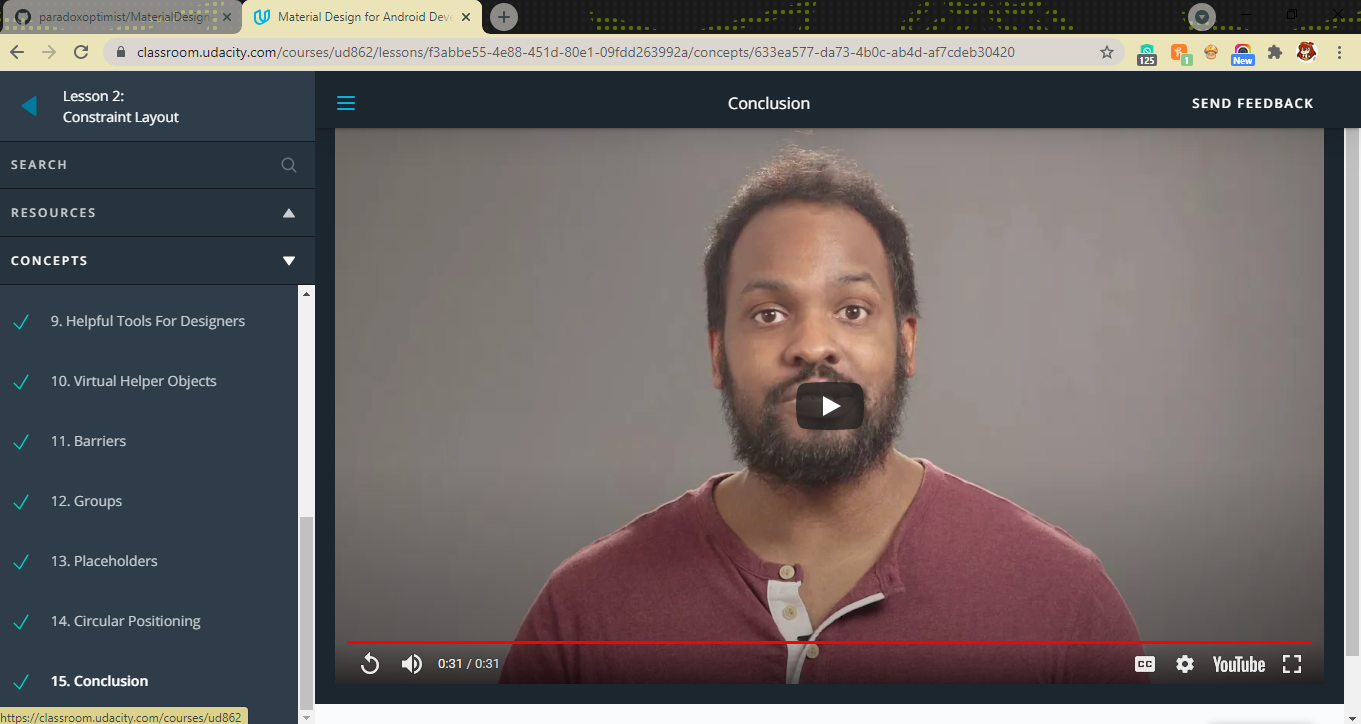 paradoxoptimist/MaterialDesign
Material Design for Android Deve
classroom.udacity.com/courses/ud862/lessons/f3abbe55-4e88-451d-80e1-09fdd263992a/concepts/633ea577-da73-4b0c-ab4d-af7cdeb30420
125
1
New
Lesson 2:
Constraint Layout
Conclusion
SEND FEEDBACK
SEARCH
RESOURCES
CONCEPTS
9. Helpful Tools For Designers
10. Virtual Helper Objects
11. Barriers
12. Groups
13. Placeholders
14. Circular Positioning
15. Conclusion
0:31 / 0:31
CC
YouTube
https://classroom.udacity.com/courses/ud862